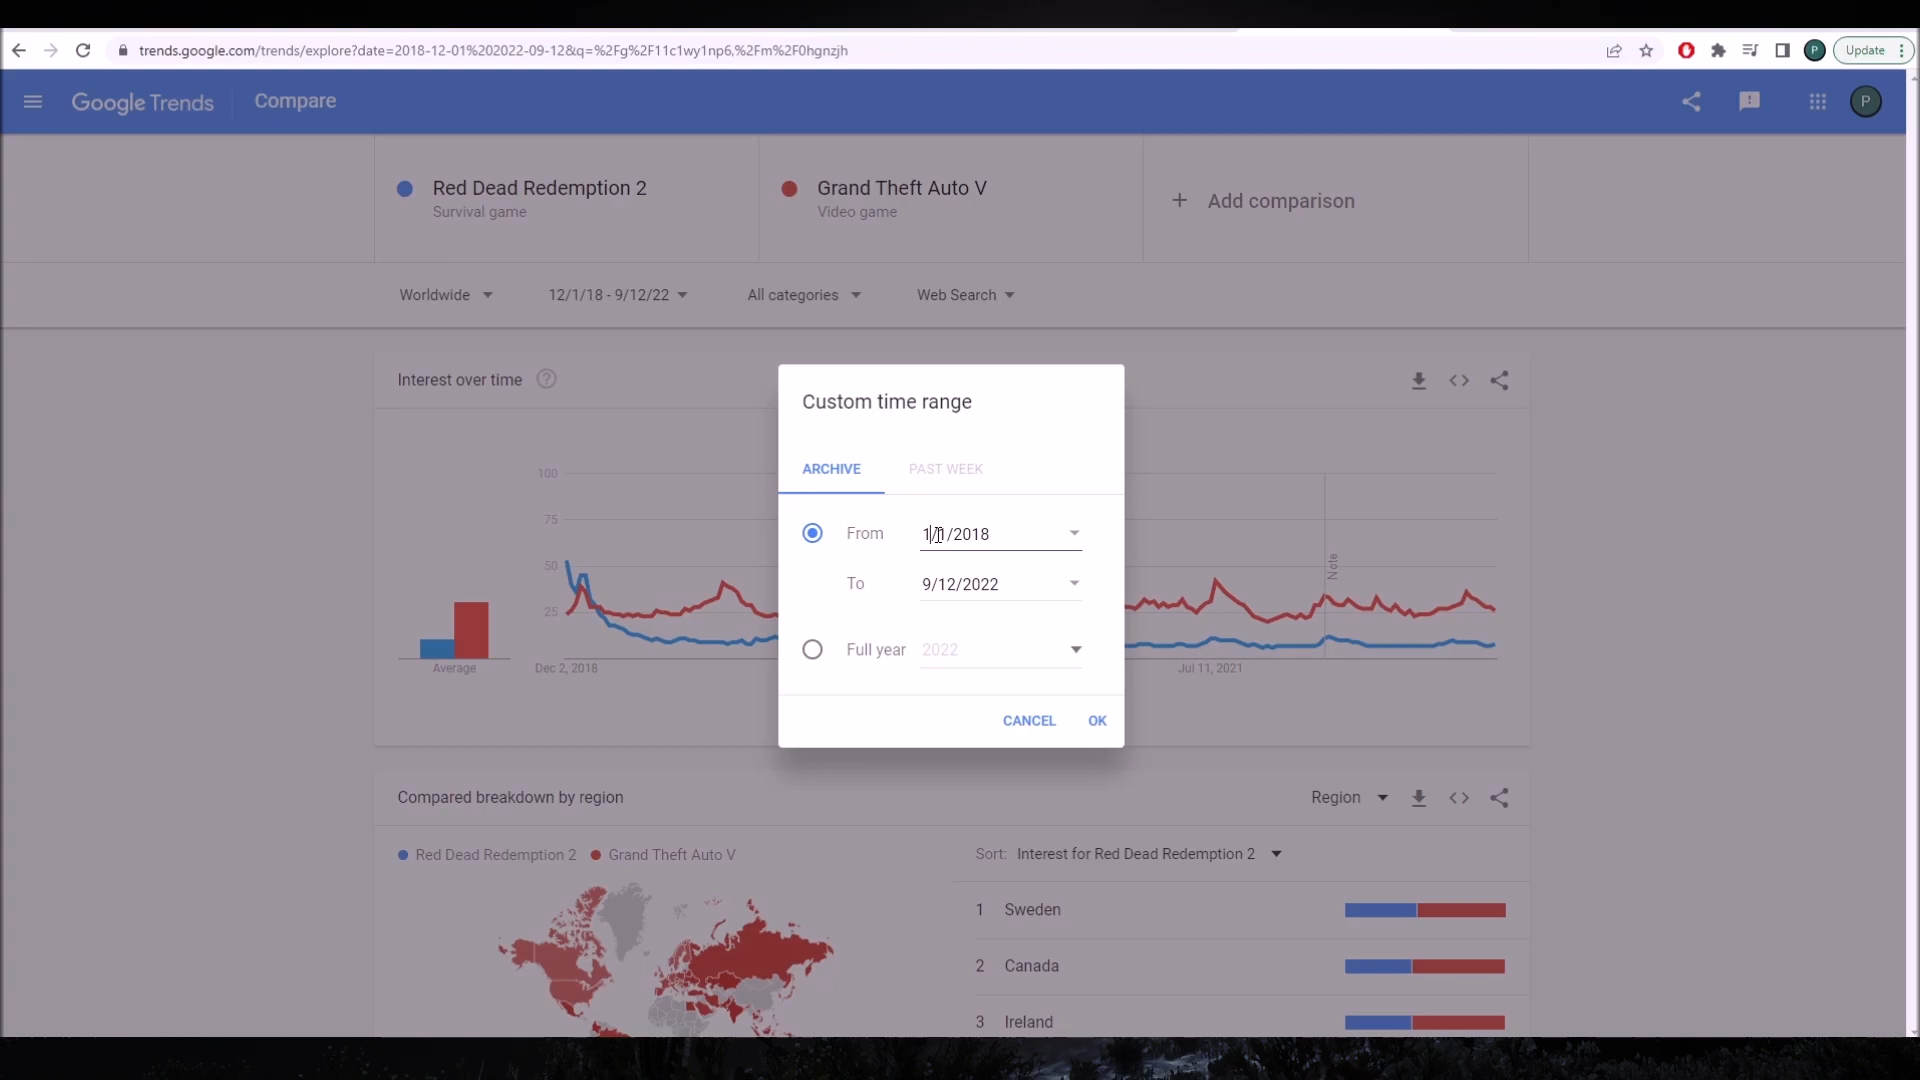 trends.google.com/trends/explore?date=2018-12-01%202022-09-12&q=%2Fg%2F11c1wy1np6,%2Fm%2F0hgnzjh
P
Update
Google Trends
Compare
P
Red Dead Redemption 2
Survival game
Grand Theft Auto V
Video game
+ Add comparison
Worldwide
12/1/18 - 9/12/22
All categories
Web Search
Interest over time
100
75
50
25
Average
Dec 2, 2018
Jul 11, 2021
Note
Custom time range
ARCHIVE
PAST WEEK
From 1/1/2018
To 9/12/2022
Full year 2022
CANCEL
OK
Compared breakdown by region
Region
Red Dead Redemption 2
Grand Theft Auto V
Sort: Interest for Red Dead Redemption 2
1 Sweden
2 Canada
3 Ireland